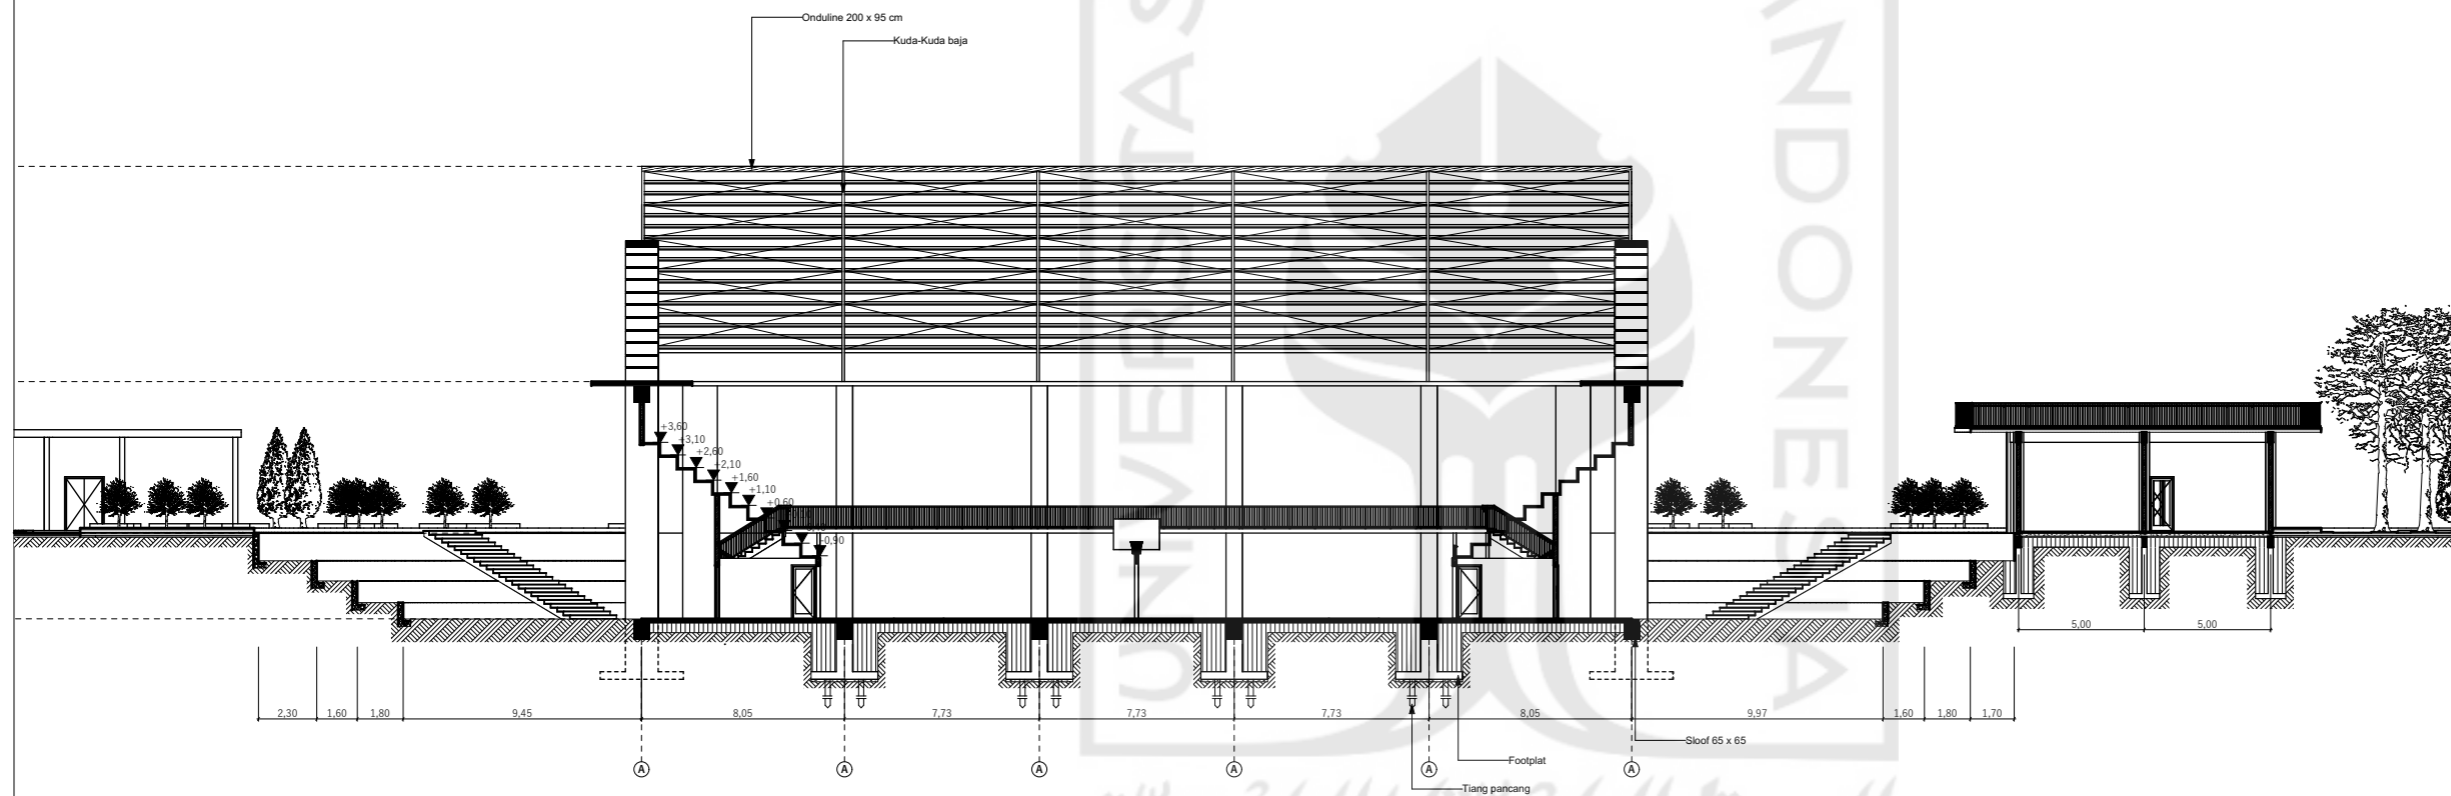 Onduline 200 x 95 cm
Kuda-Kuda baja
UNIVERSITAS
INDONESIA
+3,60
+3,10
+2,60
+2,10
+1,60
+1,10
+0,60
-0,90
5,00 5,00
2,30 1,60 1,80 9,45 8,05 7,73 7,73 7,73 8,05 9,97 1,60 1,80 1,70
Sloof 65 x 65
Footplat
A A A A A A
Tiang pancang